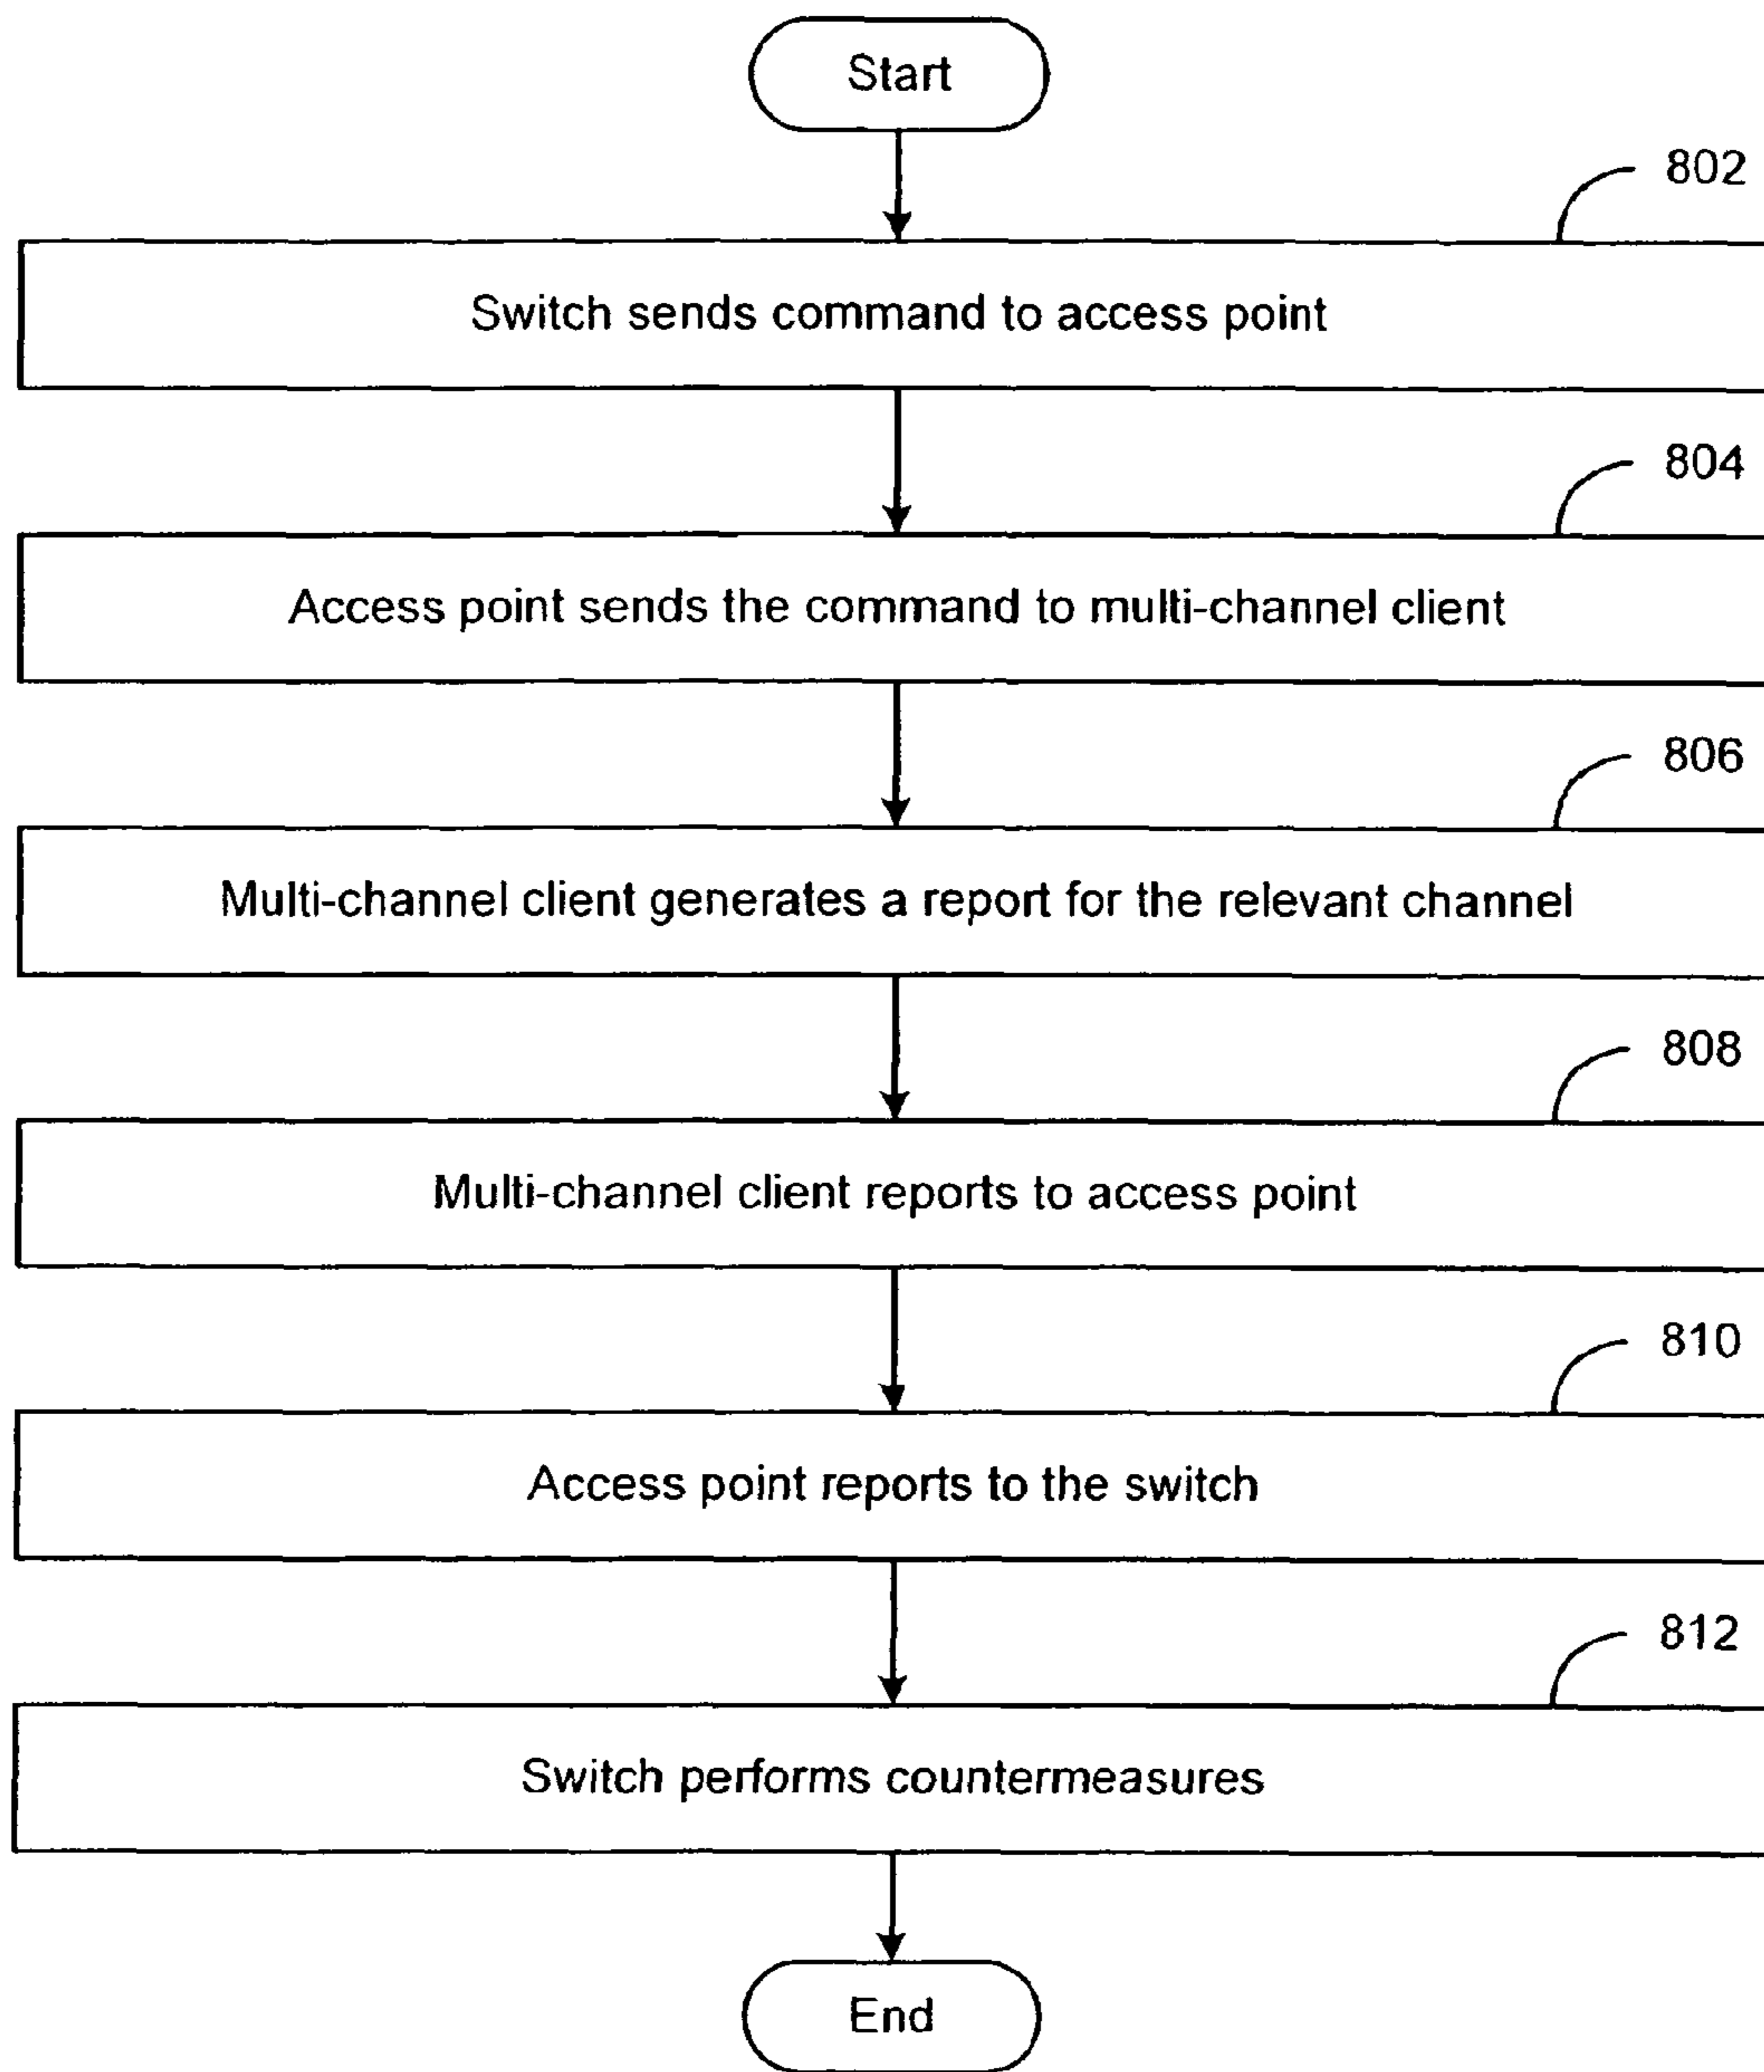 Start
802
Switch sends command to access point
804
Access point sends the command to multi-channel client
806
Multi-channel client generates a report for the relevant channel
808
Multi-channel client reports to access point
810
Access point reports to the switch
812
Switch performs countermeasures
End